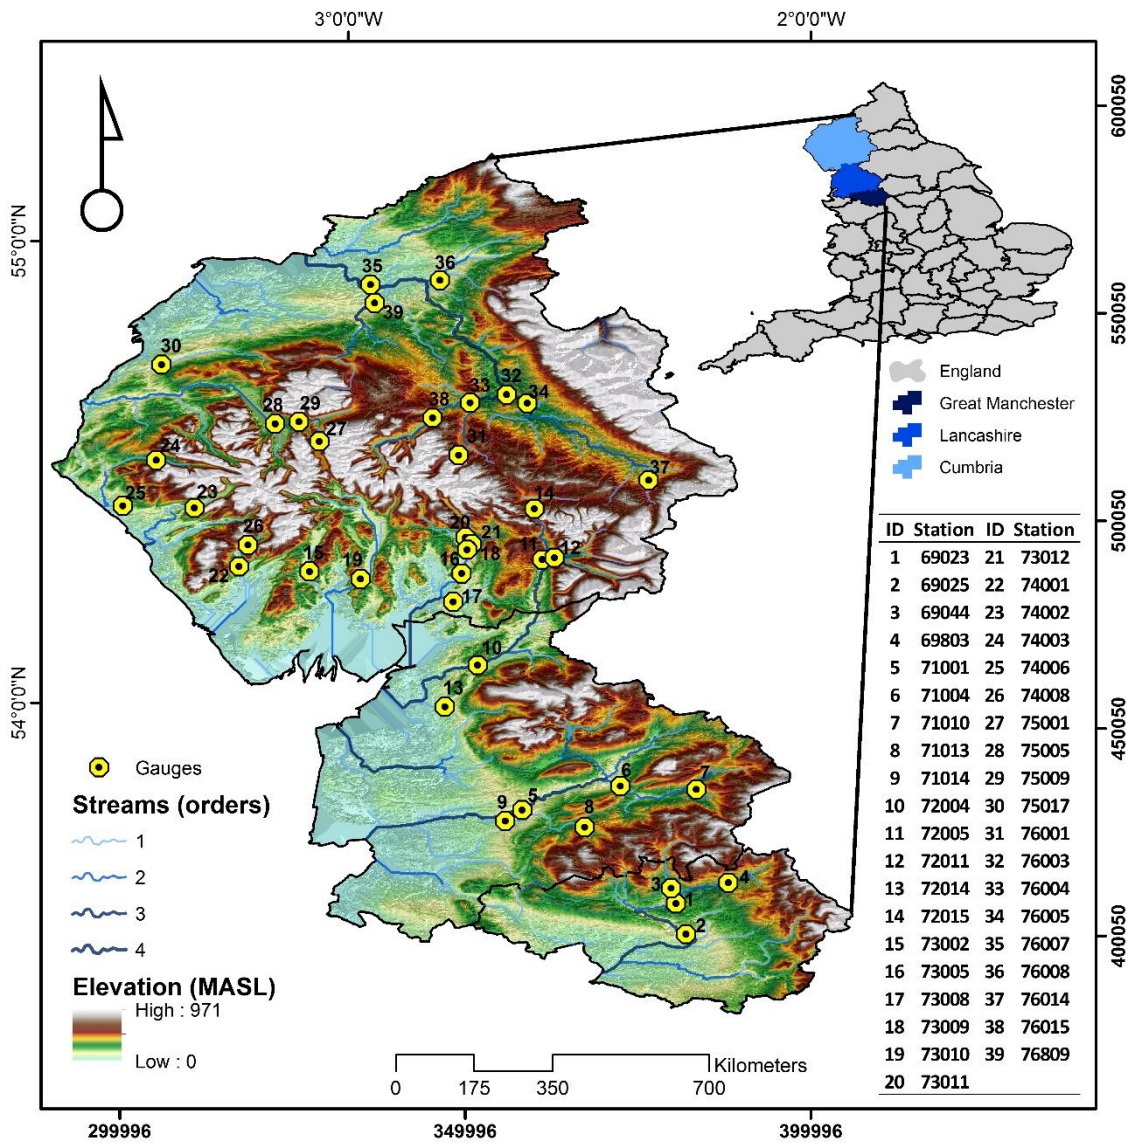 3°0'0"W 2°0'0"W
600050
55°0'0"N
550050
500050
54°0'0"N
450050
400050
299996 349996 399996
England
Great Manchester
Lancashire
Cumbria
35
36
39
30
32
33
34
28
29
38
27
31
24
37
25
23
14
20
21
26
18
11
12
22
15
19
16
17
10
13
6
7
9
5
8
3
4
1
2
Gauges
Streams (orders)
1
2
3
4
Elevation (MASL)
High : 971
Low : 0
Kilometers
0 175 350 700
ID Station ID Station
1 69023 21 73012
2 69025 22 74001
3 69044 23 74002
4 69803 24 74003
5 71001 25 74006
6 71004 26 74008
7 71010 27 75001
8 71013 28 75005
9 71014 29 75009
10 72004 30 75017
11 72005 31 76001
12 72011 32 76003
13 72014 33 76004
14 72015 34 76005
15 73002 35 76007
16 73005 36 76008
17 73008 37 76014
18 73009 38 76015
19 73010 39 76809
20 73011